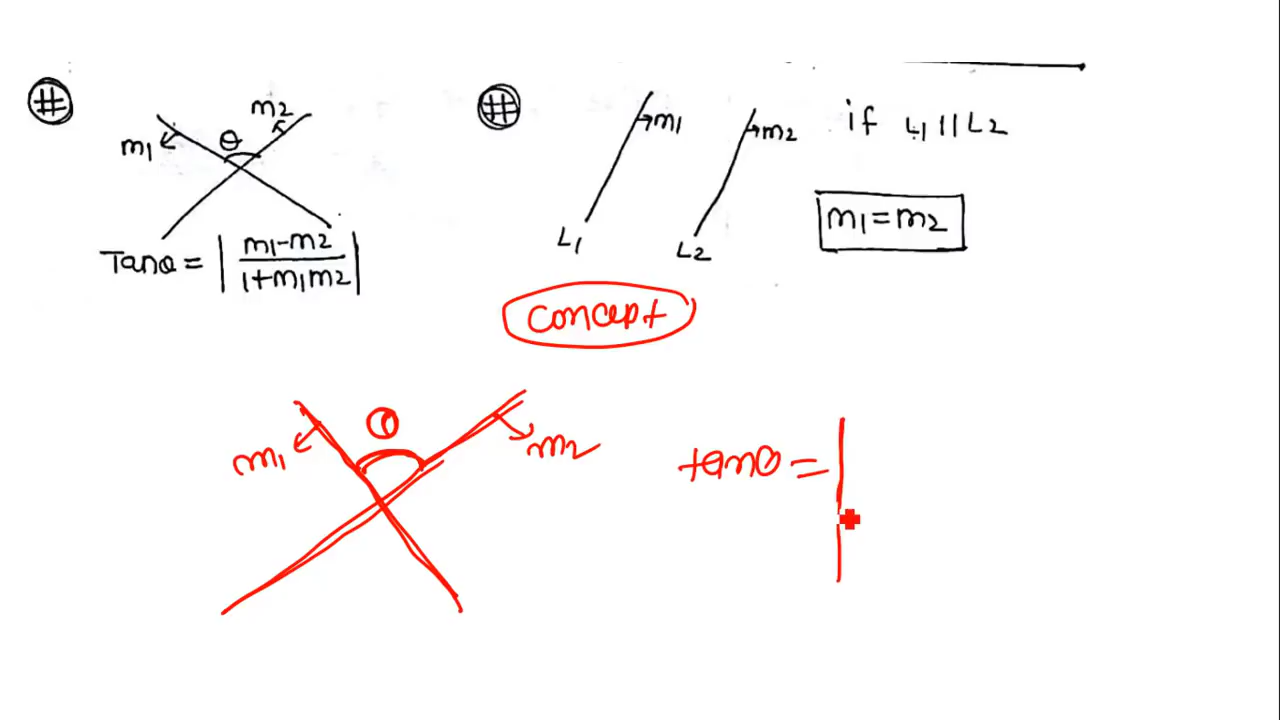 #
m1
θ
m2
Tanθ = | m1-m2 / 1+m1m2 |
#
m1
m2
L1
L2
if L1 || L2
m1=m2
concept
m1
θ
m2
tanθ = |